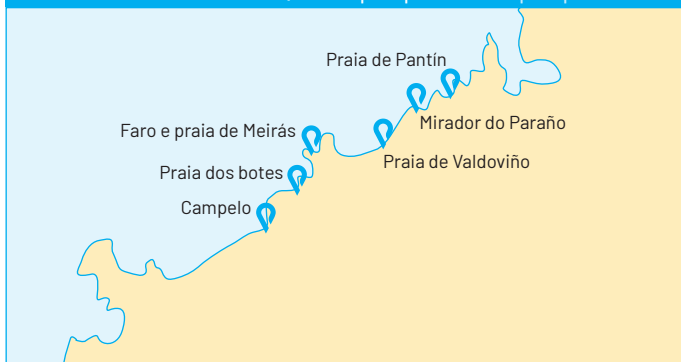 Praia de Pantín
Mirador do Paraño
Faro e praia de Meirás
Praia de Valdoviño
Praia dos botes
Campelo